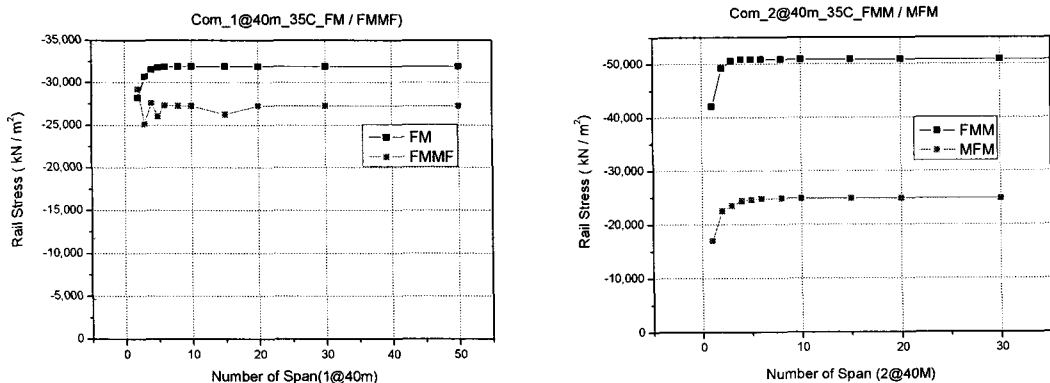 Com_1@40m_35C_FM / FMMF)
-35,000
-30,000
-25,000
-20,000
-15,000
-10,000
-5,000
0
Rail Stress ( kN / m²)
FM
FMMF
0 10 20 30 40 50
Number of Span(1@40m)
Com_2@40m_35C_FMM / MFM
-50,000
-40,000
-30,000
-20,000
-10,000
0
Rail Stress ( kN / m²)
FMM
MFM
0 10 20 30
Number of Span (2@40M)